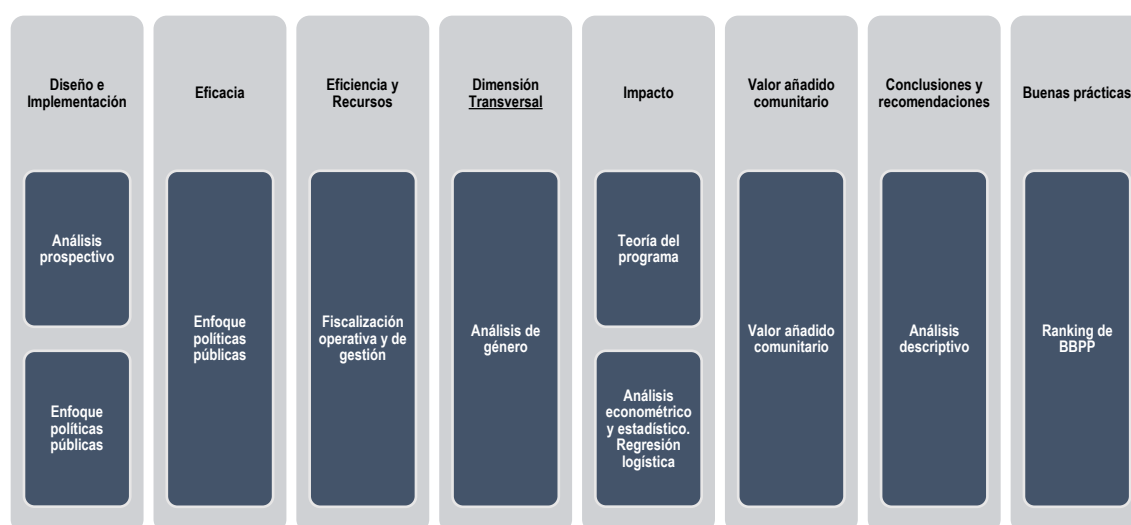 Diseño e
Implementación
Análisis
prospectivo
Enfoque
políticas
públicas
Eficacia
Enfoque
políticas
públicas
Eficiencia y
Recursos
Fiscalización
operativa y de
gestión
Dimensión
Transversal
Análisis de
género
Impacto
Teoría del
programa
Análisis
econométrico
y estadístico.
Regresión
logística
Valor añadido
comunitario
Valor añadido
comunitario
Conclusiones y
recomendaciones
Análisis
descriptivo
Buenas prácticas
Ranking de
BBPP